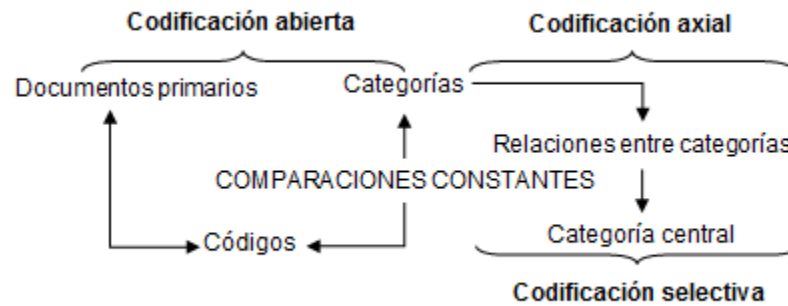 Codificación abierta
Codificación axial
Documentos primarios
Categorías
Relaciones entre categorías
COMPARACIONES CONSTANTES
Códigos
Categoría central
Codificación selectiva